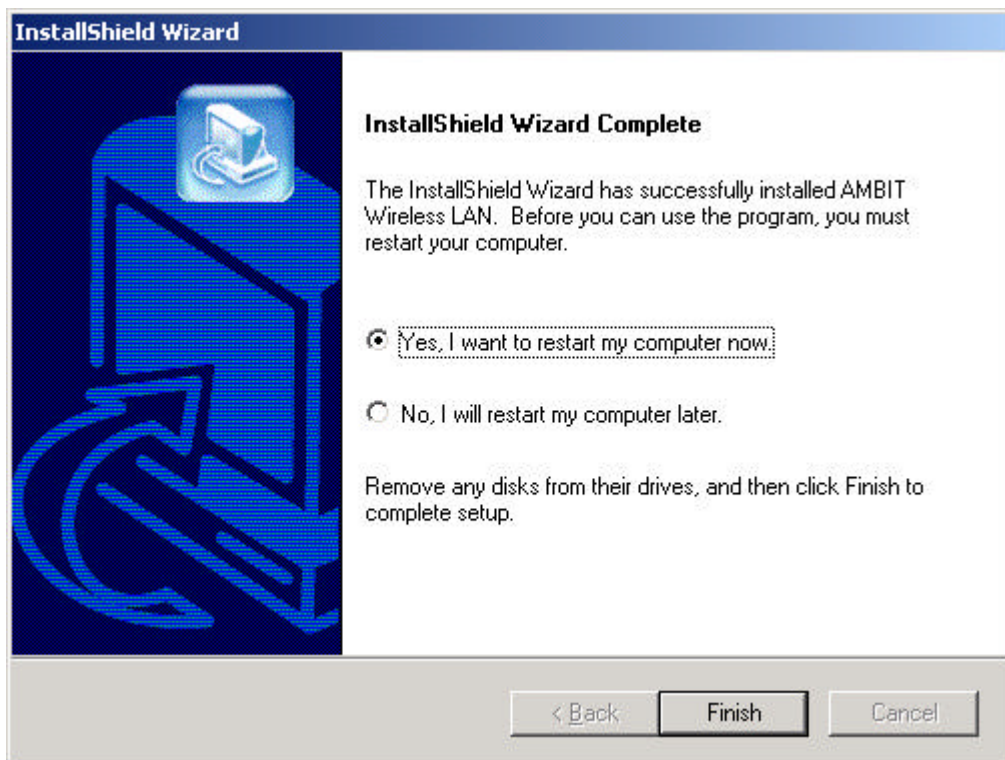 InstallShield Wizard
InstallShield Wizard Complete
The InstallShield Wizard has successfully installed AMBIT
Wireless LAN.  Before you can use the program, you must
restart your computer.
Yes, I want to restart my computer now.
No, I will restart my computer later.
Remove any disks from their drives, and then click Finish to
complete setup.
< Back
Finish
Cancel